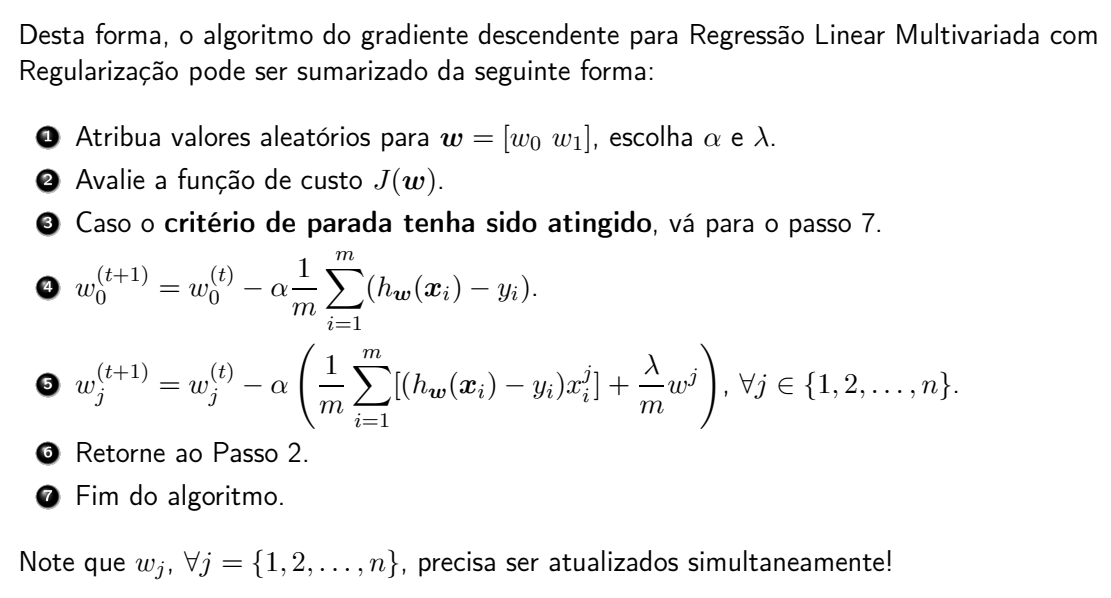 Desta forma, o algoritmo do gradiente descendente para Regressão Linear Multivariada com
Regularização pode ser sumarizado da seguinte forma:
1 Atribua valores aleatórios para $\boldsymbol{w} = [w_0 \; w_1]$, escolha $\alpha$ e $\lambda$.
2 Avalie a função de custo $J(\boldsymbol{w})$.
3 Caso o critério de parada tenha sido atingido, vá para o passo 7.
4 $w_0^{(t+1)} = w_0^{(t)} - \alpha \frac{1}{m} \sum_{i=1}^{m} (h_{\boldsymbol{w}}(\boldsymbol{x}_i) - y_i).$
5 $w_j^{(t+1)} = w_j^{(t)} - \alpha \left( \frac{1}{m} \sum_{i=1}^{m} [(h_{\boldsymbol{w}}(\boldsymbol{x}_i) - y_i) x_i^j] + \frac{\lambda}{m} w^j \right), \; \forall j \in \{1, 2, \ldots, n\}.$
6 Retorne ao Passo 2.
7 Fim do algoritmo.
Note que $w_j$, $\forall j = \{1, 2, \ldots, n\}$, precisa ser atualizados simultaneamente!